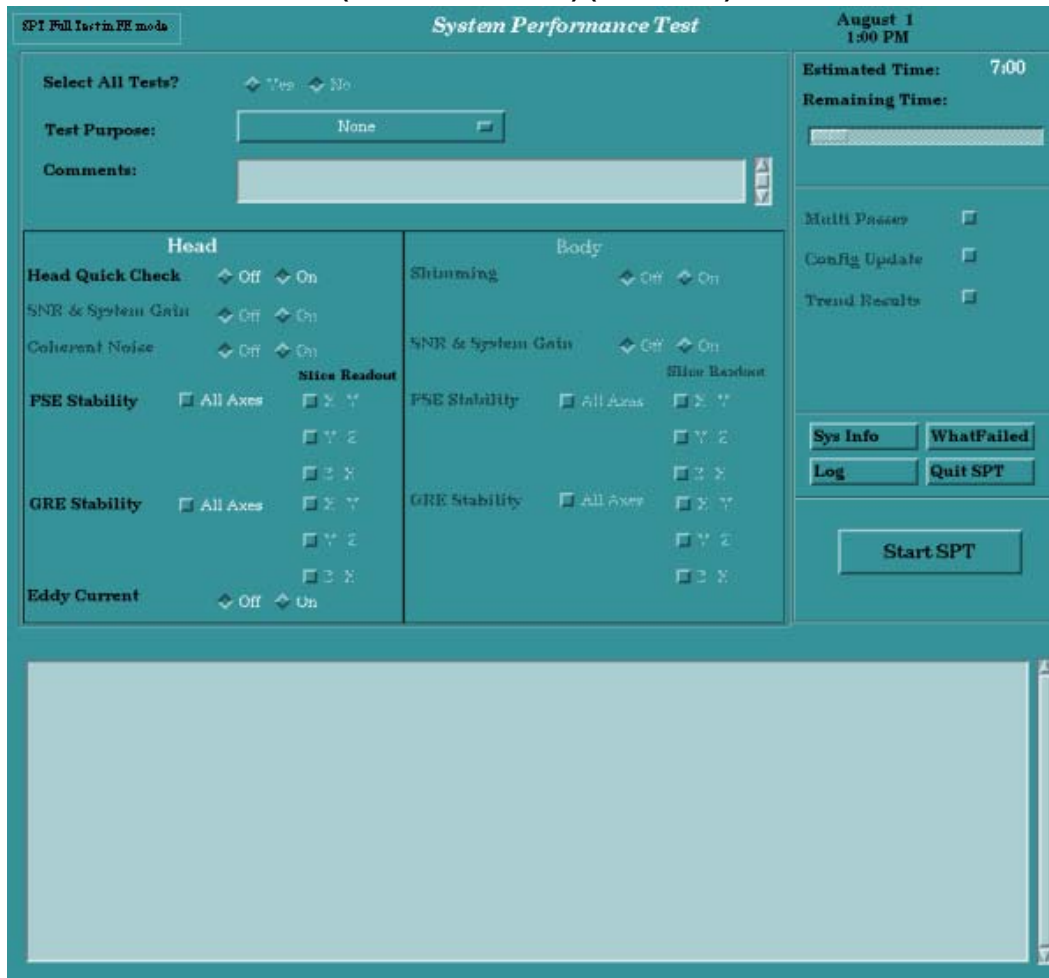 SPT Full Test in FE mode
System Performance Test
August 1
1:00 PM
Select All Tests? Yes No
Test Purpose: None
Comments:
Estimated Time: 7:00
Remaining Time:
Multi Passes
Config Update
Trend Results
Sys Info WhatFailed
Log Quit SPT
Start SPT
Head
Head Quick Check Off On
SNR & System Gain Off On
Coherent Noise Off On
Slice Readout
FSE Stability All Axes X Y
Y Z
Z X
GRE Stability All Axes X Y
Y Z
Z X
Eddy Current Off On
Body
Shimming Off On
SNR & System Gain Off On
Slice Readout
FSE Stability All Axes X Y
Y Z
Z X
GRE Stability All Axes X Y
Y Z
Z X